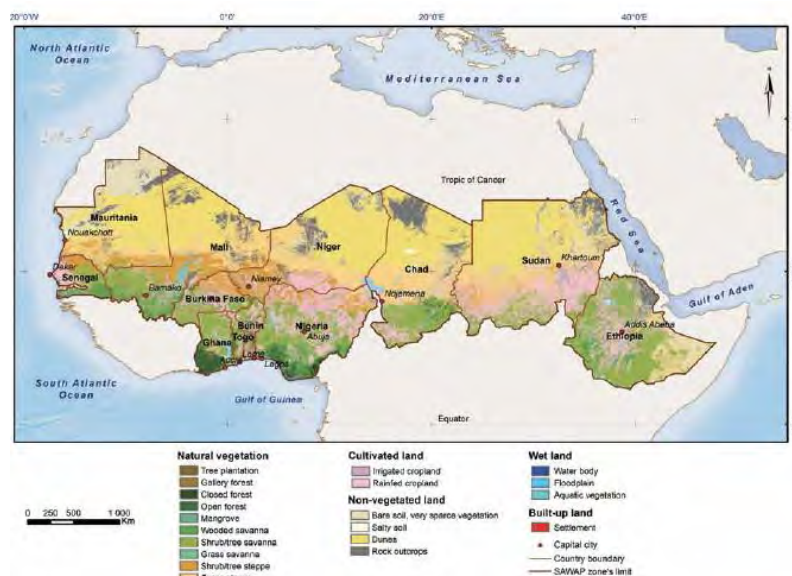 20°0'W 0°0' 20°0'E 40°0'E
North Atlantic
Ocean
Mediterranean Sea
Tropic of Cancer
Red Sea
Mauritania
Nouakchott
Mali
Niger
Chad
Sudan
Khartoum
Dakar
Senegal
Bamako
Niamey
Burkina Faso
Ndjamena
Gulf of Aden
Benin
Nigeria
Togo
Ghana
Abuja
Addis Abeba
Ethiopia
Lome
Lagos
South Atlantic
Ocean
Gulf of Guinea
Equator
0 250 500 1 000
Km
Natural vegetation
Tree plantation
Gallery forest
Closed forest
Open forest
Mangrove
Wooded savanna
Shrub/tree savanna
Grass savanna
Shrub/tree steppe
Cultivated land
Irrigated cropland
Rainfed cropland
Non-vegetated land
Bare soil, very sparce vegetation
Salty soil
Dunes
Rock outcrops
Wet land
Water body
Floodplain
Aquatic vegetation
Built-up land
Settlement
Capital city
Country boundary
SAWAP zone's limit